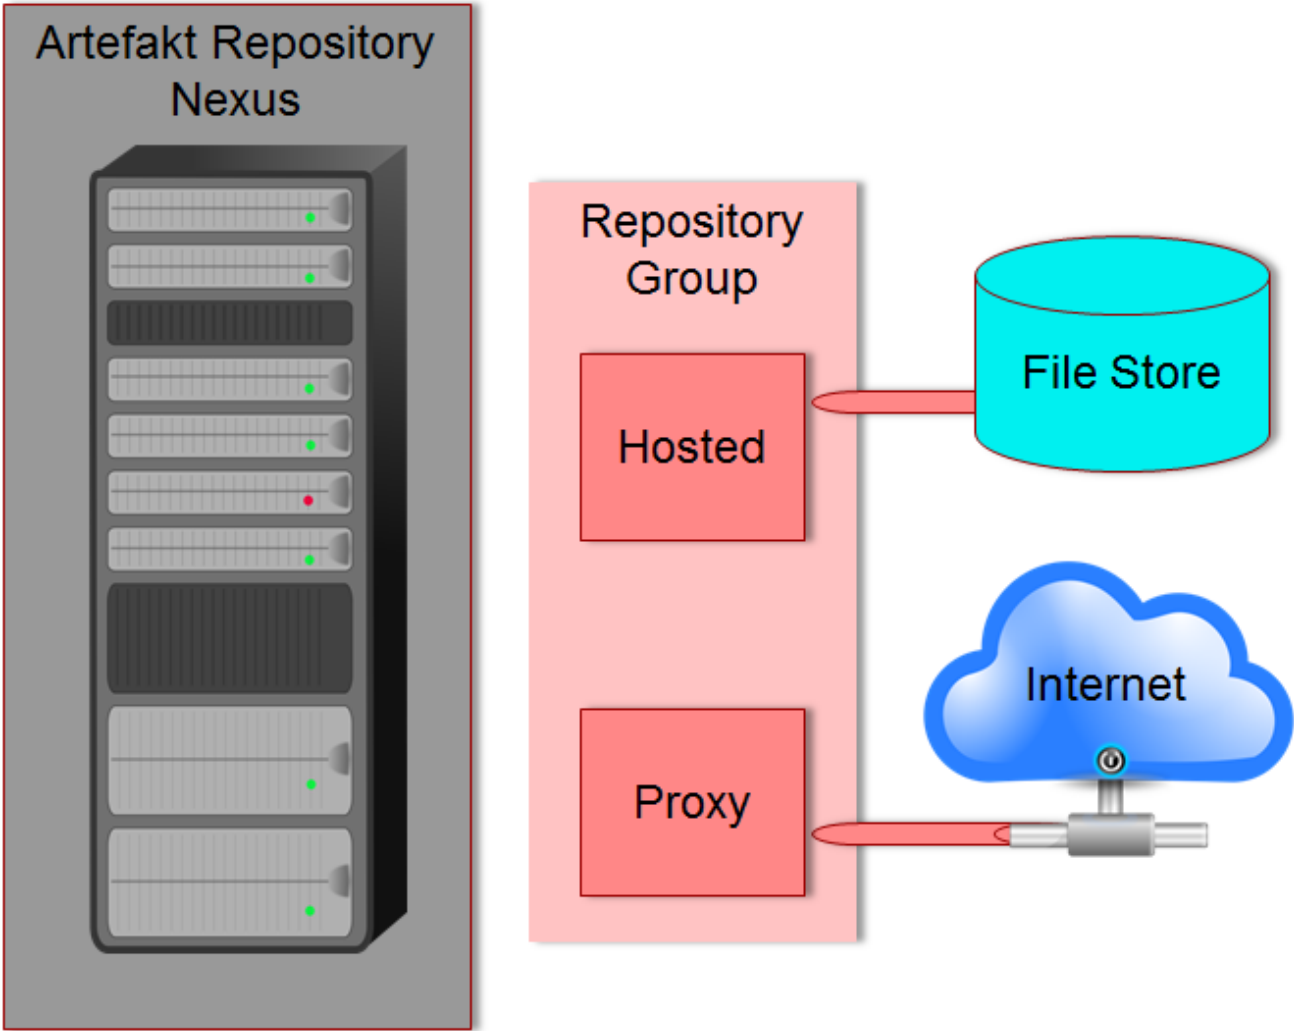 Artefakt Repository
Nexus
Repository
Group
Hosted
File Store
Internet
Proxy